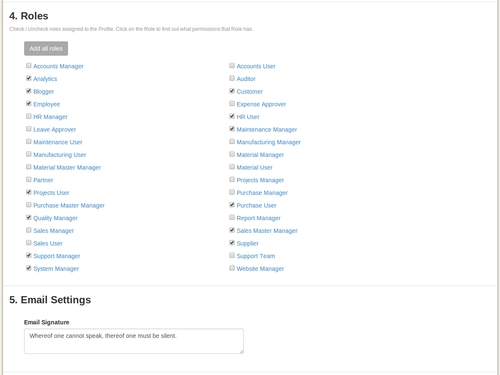 4. Roles
Check / Uncheck roles assigned to the Profile. Click on the Role to find out what permissions that Role has.
Add all roles
Accounts Manager
Accounts User
Analytics
Auditor
Blogger
Customer
Employee
Expense Approver
HR Manager
HR User
Leave Approver
Maintenance Manager
Maintenance User
Manufacturing Manager
Manufacturing User
Material Manager
Material Master Manager
Material User
Partner
Projects Manager
Projects User
Purchase Manager
Purchase Master Manager
Purchase User
Quality Manager
Report Manager
Sales Manager
Sales Master Manager
Sales User
Supplier
Support Manager
Support Team
System Manager
Website Manager
5. Email Settings
Email Signature
Whereof one cannot speak, thereof one must be silent.